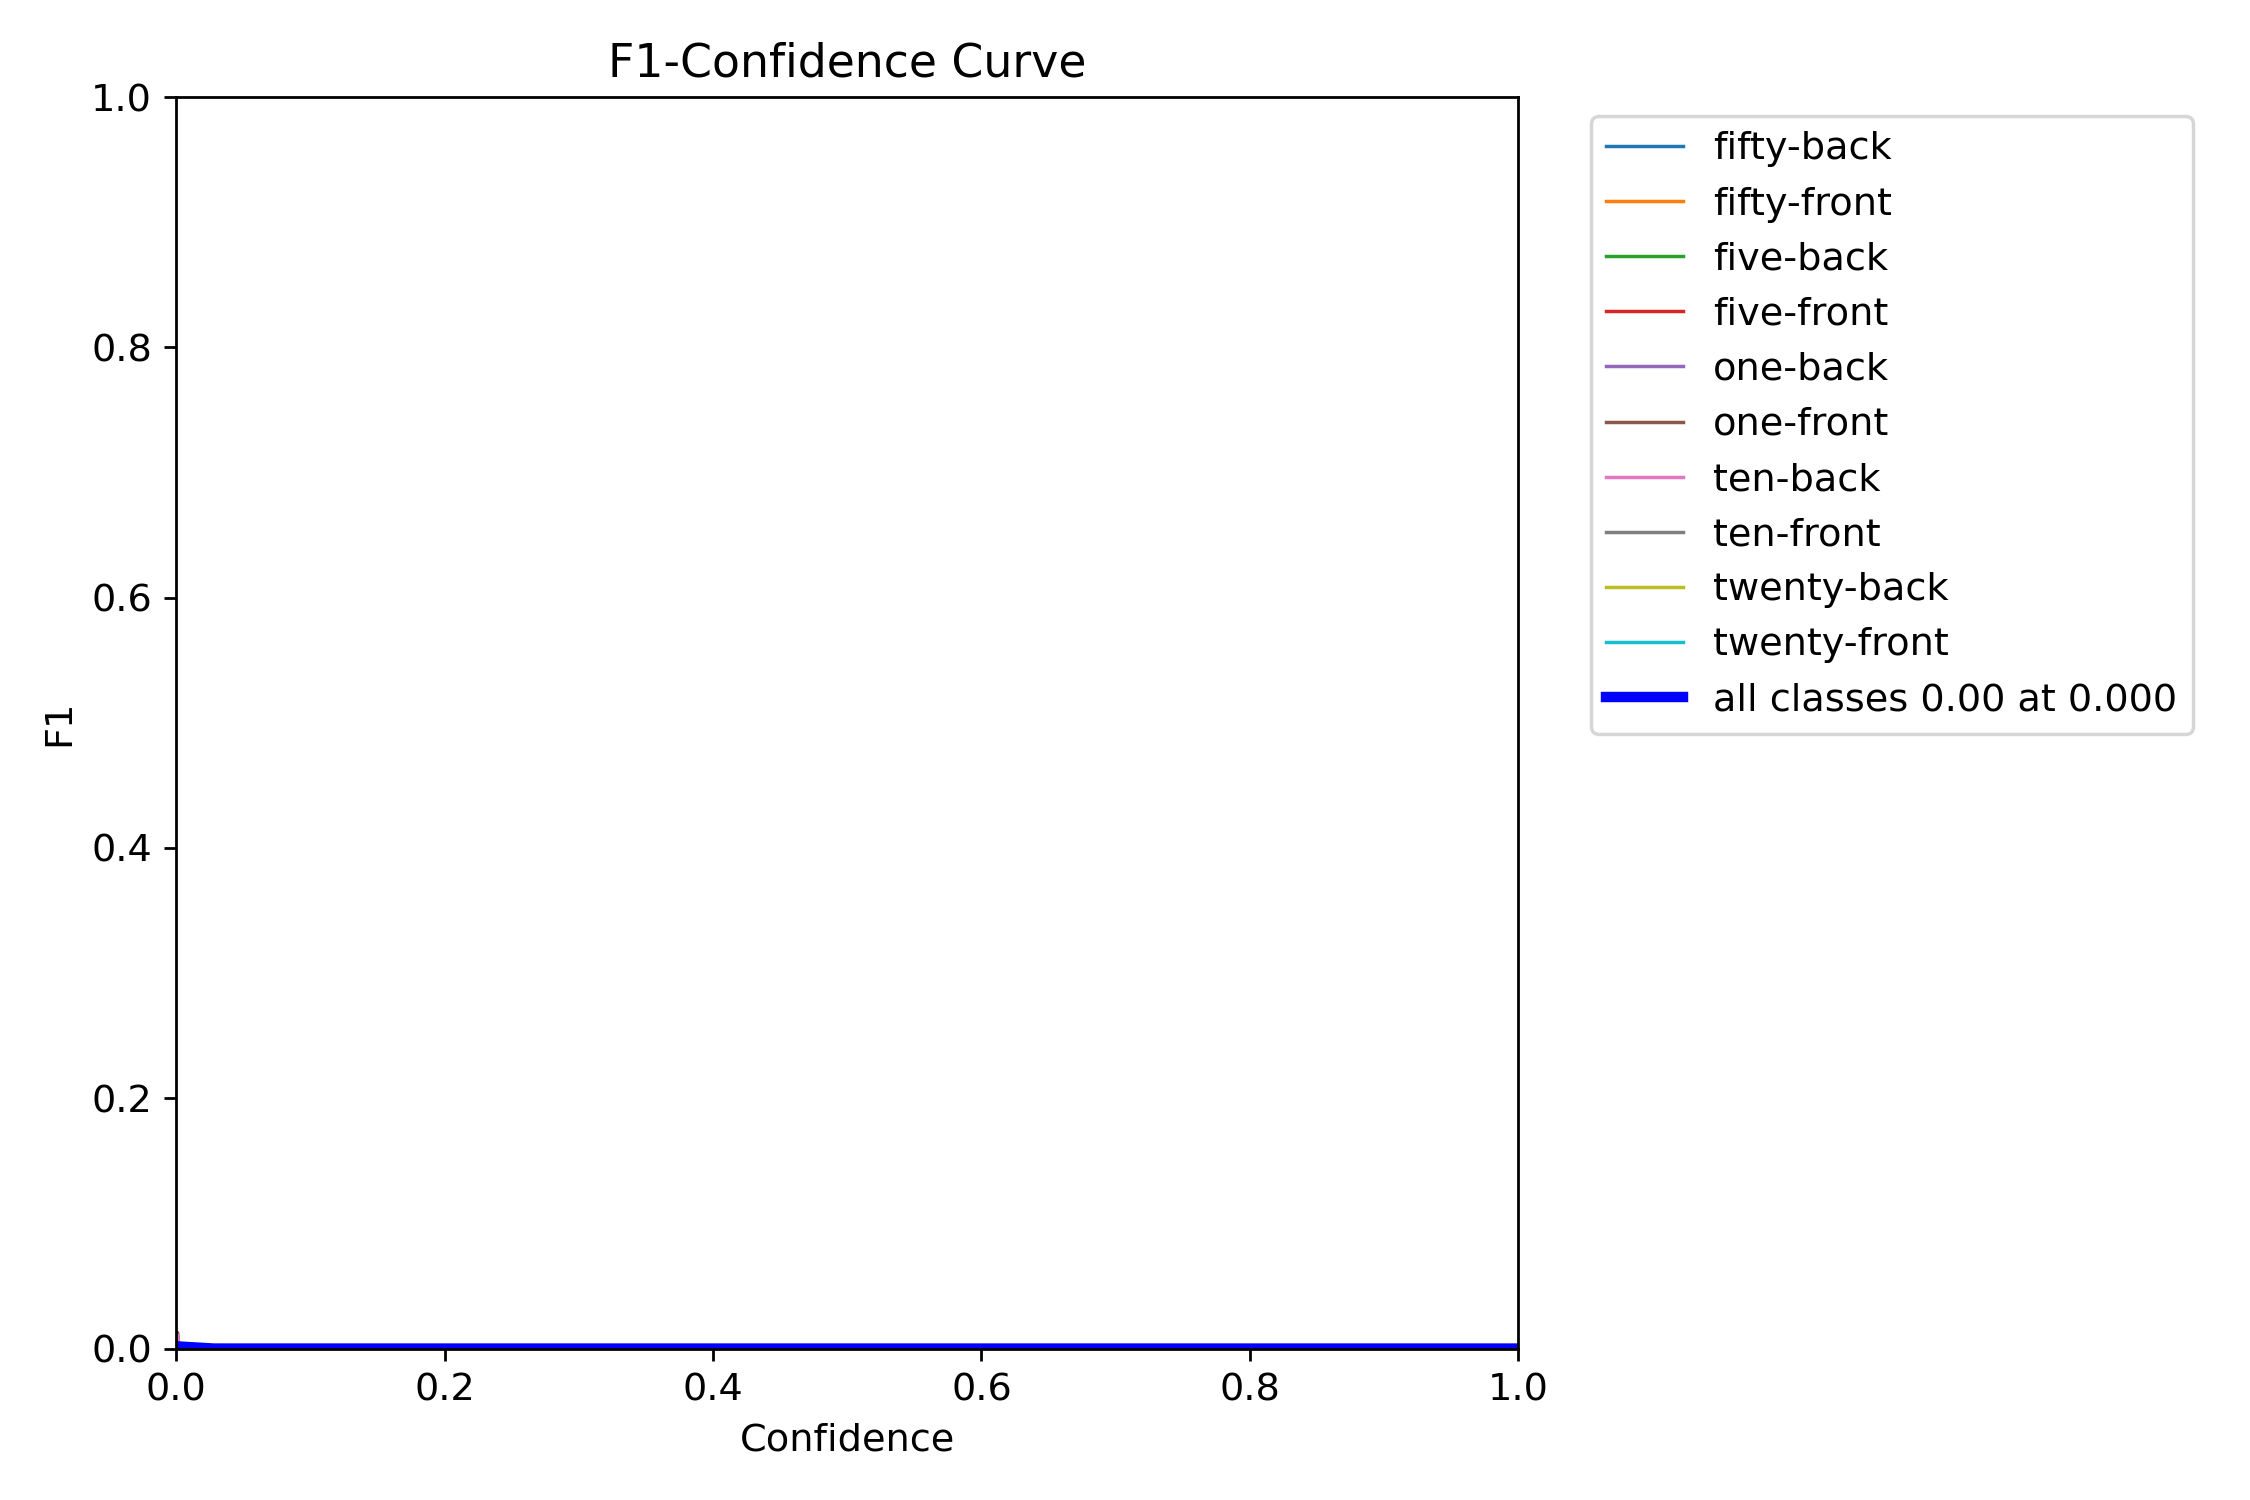 F1-Confidence Curve
1.0
0.8
0.6
0.4
0.2
0.0
F1
0.0 0.2 0.4 0.6 0.8 1.0
Confidence
fifty-back
fifty-front
five-back
five-front
one-back
one-front
ten-back
ten-front
twenty-back
twenty-front
all classes 0.00 at 0.000